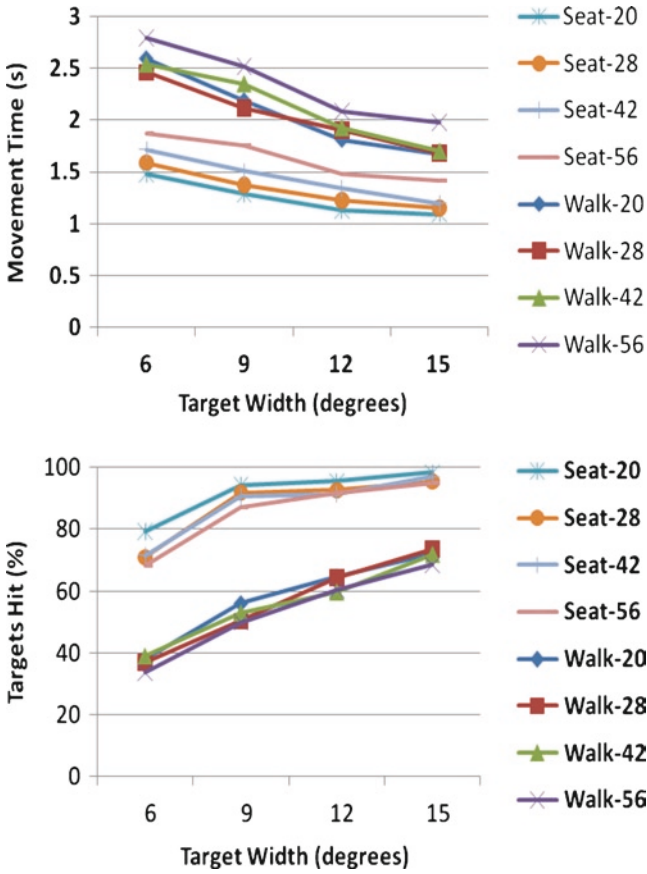 Movement Time (s)
3
2.5
2
1.5
1
0.5
0
6 9 12 15
Target Width (degrees)
Seat-20
Seat-28
Seat-42
Seat-56
Walk-20
Walk-28
Walk-42
Walk-56
Targets Hit (%)
100
80
60
40
20
0
6 9 12 15
Target Width (degrees)
Seat-20
Seat-28
Seat-42
Seat-56
Walk-20
Walk-28
Walk-42
Walk-56